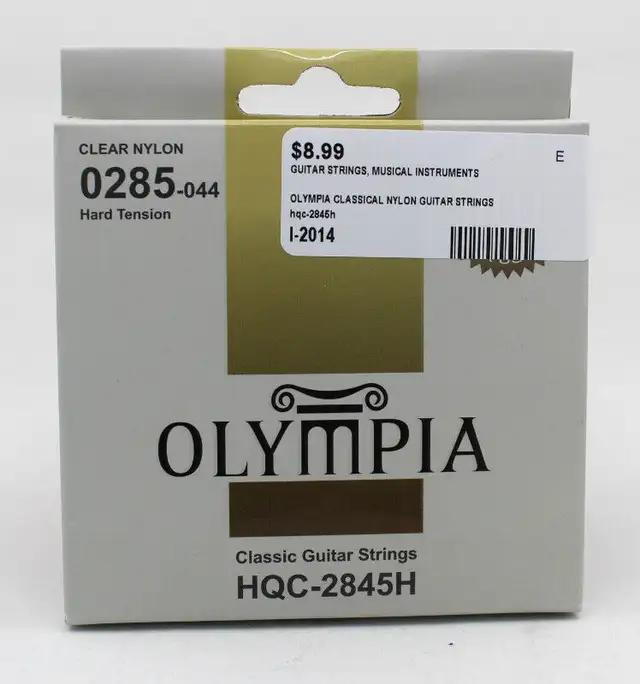 CLEAR NYLON
0285-044
Hard Tension
$8.99
E
GUITAR STRINGS, MUSICAL INSTRUMENTS
OLYMPIA CLASSICAL NYLON GUITAR STRINGS
hqc-2845h
I-2014
OLYMPIA
Classic Guitar Strings
HQC-2845H